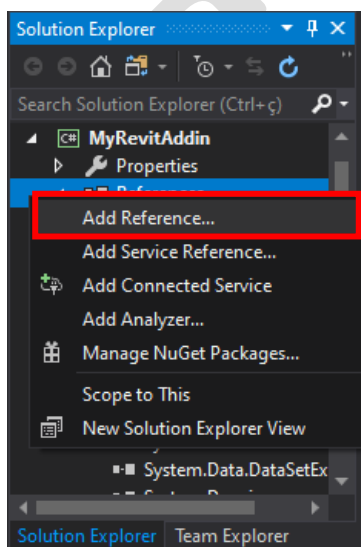 Solution Explorer
Search Solution Explorer (Ctrl+ç)
C# MyRevitAddin
Properties
References
Add Reference...
Add Service Reference...
Add Connected Service
Add Analyzer...
Manage NuGet Packages...
Scope to This
New Solution Explorer View
System.Data.DataSetEx
Solution Explorer Team Explorer